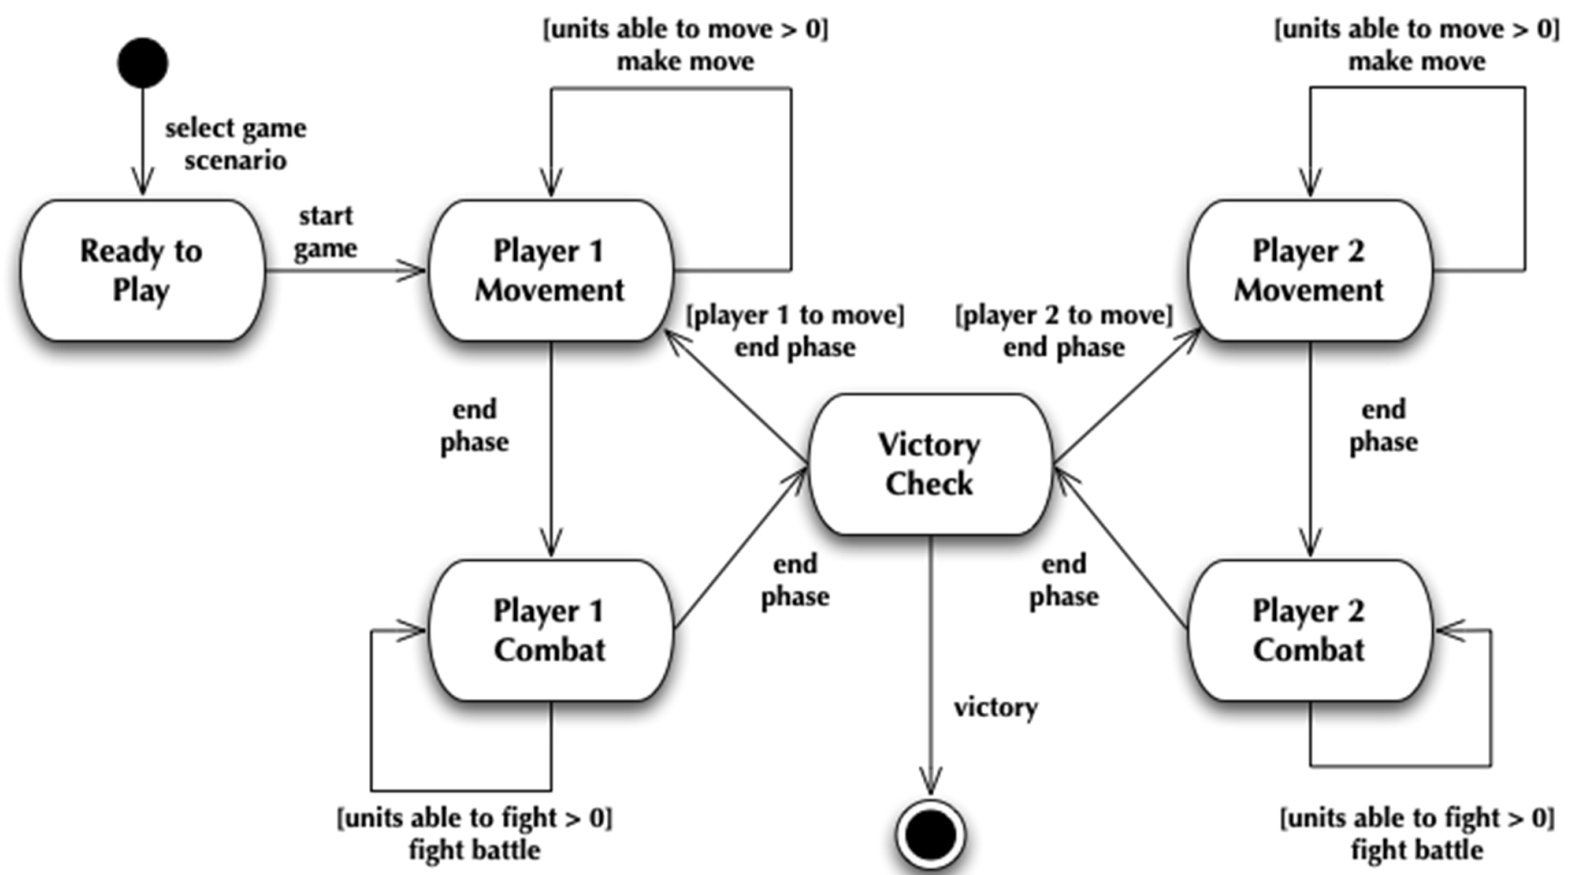 [units able to move > 0]
make move
[units able to move > 0]
make move
select game
scenario
start
game
Ready to
Play
Player 1
Movement
Player 2
Movement
[player 1 to move]
end phase
[player 2 to move]
end phase
end
phase
Victory
Check
end
phase
end
phase
end
phase
Player 1
Combat
Player 2
Combat
victory
[units able to fight > 0]
fight battle
[units able to fight > 0]
fight battle